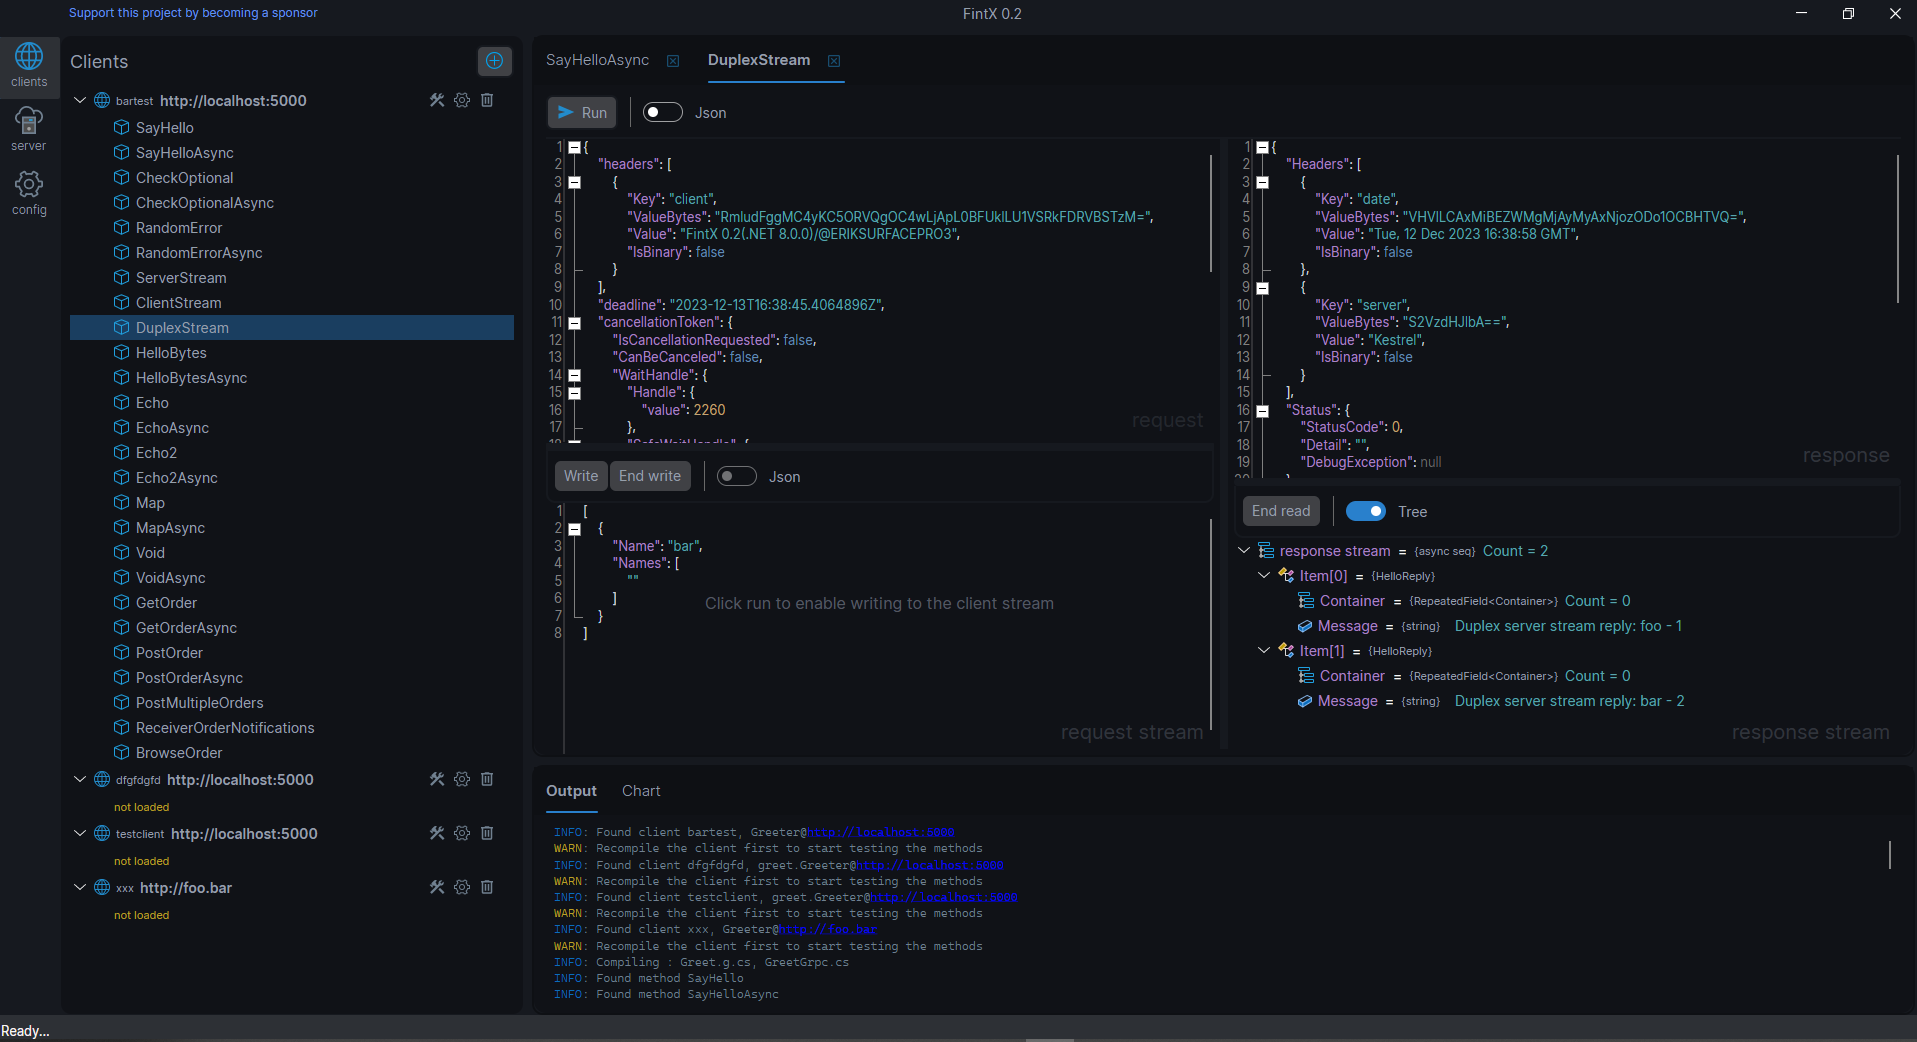 Support this project by becoming a sponsor
FintX 0.2
clients
server
config
Clients
bartest http://localhost:5000
SayHello
SayHelloAsync
CheckOptional
CheckOptionalAsync
RandomError
RandomErrorAsync
ServerStream
ClientStream
DuplexStream
HelloBytes
HelloBytesAsync
Echo
EchoAsync
Echo2
Echo2Async
Map
MapAsync
Void
VoidAsync
GetOrder
GetOrderAsync
PostOrder
PostOrderAsync
PostMultipleOrders
ReceiverOrderNotifications
BrowseOrder
dfgfdgfd http://localhost:5000
not loaded
testclient http://localhost:5000
not loaded
xxx http://foo.bar
not loaded
SayHelloAsync DuplexStream
Run Json
1 {
2 "headers": [
3 {
4 "Key": "client",
5 "ValueBytes": "RmludFggMC4yKC5ORVQgOC4wLjApL0BFUklLU1VSRkFDRVBSTzM=",
6 "Value": "FintX 0.2(.NET 8.0.0)/@ERIKSURFACEPRO3",
7 "IsBinary": false
8 }
9 ],
10 "deadline": "2023-12-13T16:38:45.4064896Z",
11 "cancellationToken": {
12 "IsCancellationRequested": false,
13 "CanBeCanceled": false,
14 "WaitHandle": {
15 "Handle": {
16 "value": 2260
17 },
18 "SafeWaitHandle": {
request
Write End write Json
1 [
2 {
3 "Name": "bar",
4 "Names": [
5 ""
6 ]
7 }
8 ]
Click run to enable writing to the client stream
request stream
1 {
2 "Headers": [
3 {
4 "Key": "date",
5 "ValueBytes": "VHVlLCAxMiBEZWMgMjAyMyAxNjozODo1OCBHTVQ=",
6 "Value": "Tue, 12 Dec 2023 16:38:58 GMT",
7 "IsBinary": false
8 },
9 {
10 "Key": "server",
11 "ValueBytes": "S2VzdHJlbA==",
12 "Value": "Kestrel",
13 "IsBinary": false
14 }
15 ],
16 "Status": {
17 "StatusCode": 0,
18 "Detail": "",
19 "DebugException": null
20 }
response
End read Tree
response stream = {async seq} Count = 2
Item[0] = {HelloReply}
Container = {RepeatedField<Container>} Count = 0
Message = {string} Duplex server stream reply: foo - 1
Item[1] = {HelloReply}
Container = {RepeatedField<Container>} Count = 0
Message = {string} Duplex server stream reply: bar - 2
response stream
Output Chart
INFO: Found client bartest, Greeter@http://localhost:5000
WARN: Recompile the client first to start testing the methods
INFO: Found client dfgfdgfd, greet.Greeter@http://localhost:5000
WARN: Recompile the client first to start testing the methods
INFO: Found client testclient, greet.Greeter@http://localhost:5000
WARN: Recompile the client first to start testing the methods
INFO: Found client xxx, Greeter@http://foo.bar
WARN: Recompile the client first to start testing the methods
INFO: Compiling : Greet.g.cs, GreetGrpc.cs
INFO: Found method SayHello
INFO: Found method SayHelloAsync
Ready...